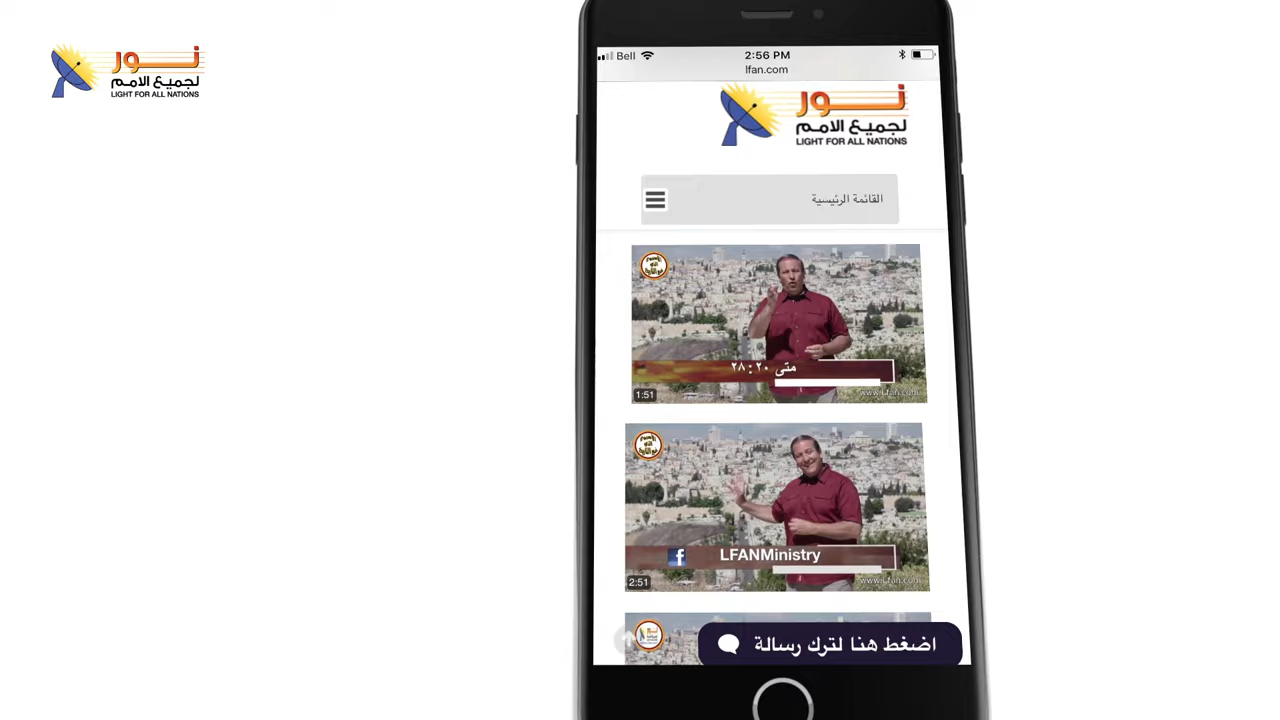 نور
لجميع الامم
LIGHT FOR ALL NATIONS
Bell
2:56 PM
lfan.com
نور
لجميع الامم
LIGHT FOR ALL NATIONS
القائمة الرئيسية
متى ٢٠:٢٨
1:51
www.Lfan.com
LFANMinistry
2:51
www.Lfan.com
اضغط هنا لترك رسالة